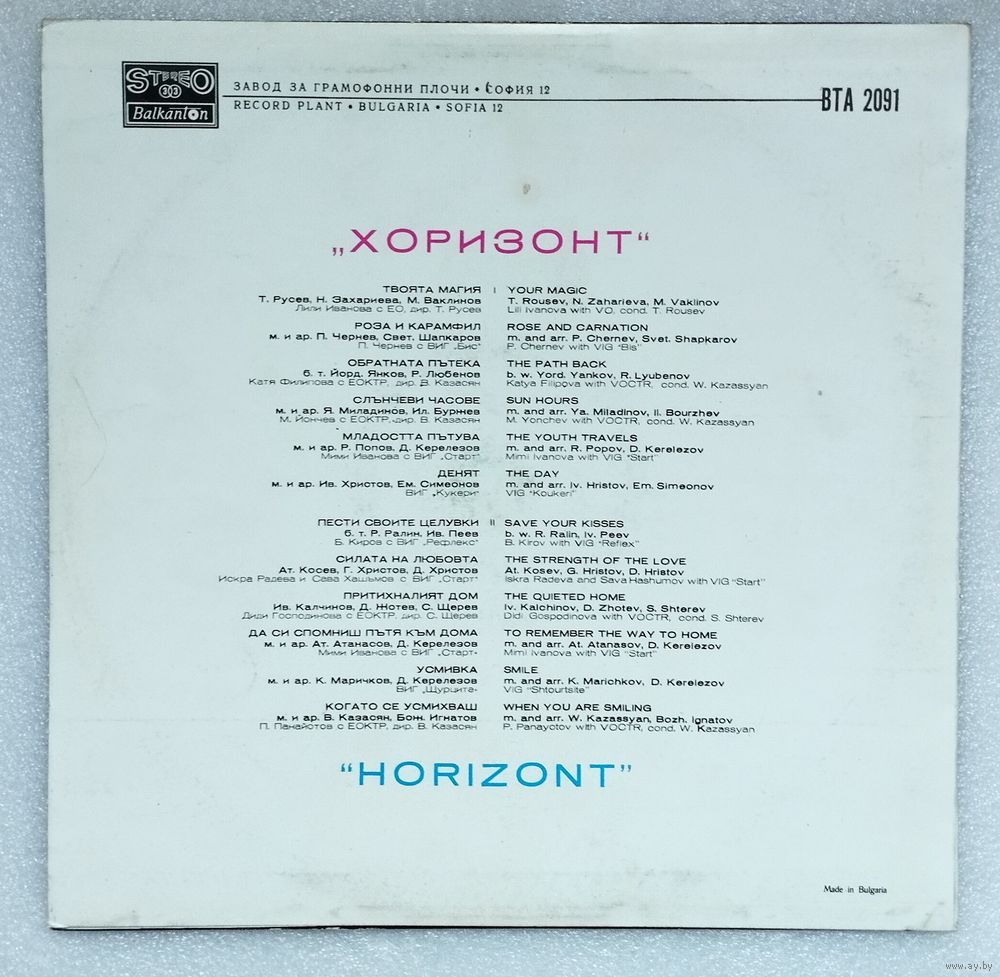 STEREO
33
Balkanton
ЗАВОД ЗА ГРАМОФОННИ ПЛОЧИ • СОФИЯ 12
RECORD PLANT • BULGARIA • SOFIA 12
ВТА 2091
„ХОРИЗОНТ“
I
ТВОЯТА МАГИЯ
Т. Русев, Н. Захариева, М. Ваклинов
Лили Иванова с ЕО, дир. Т. Русев
РОЗА И КАРАМФИЛ
м. и ар. П. Чернев, Свет. Шапкаров
П. Чернев с ВИГ „Бис“
ОБРАТНАТА ПЪТЕКА
б. т. Йорд. Янков, Р. Любенов
Катя Филипова с ЕОКТР, дир. В. Казасян
СЛЪНЧЕВИ ЧАСОВЕ
м. и ар. Я. Миладинов, Ил. Буржев
М. Йончев с ЕОКТР, дир. В. Казасян
МЛАДОСТТА ПЪТУВА
м. и ар. Р. Попов, Д. Керелезов
Мими Иванова с ВИГ „Старт“
ДЕНЯТ
м. и ар. Ив. Христов, Ем. Симеонов
ВИГ „Кукери“
II
ПЕСТИ СВОИТЕ ЦЕЛУВКИ
б. т. Р. Ралин, Ив. Пеев
Б. Киров с ВИГ „Рефлекс“
СИЛАТА НА ЛЮБОВТА
Ат. Косев, Г. Христов, Д. Христов
Искра Радева и Сава Хашъмов с ВИГ „Старт“
ПРИТИХНАЛИЯТ ДОМ
Ив. Калчинов, Д. Жотев, С. Щерев
Диди Господинова с ЕОКТР, дир. С. Щерев
ДА СИ СПОМНИШ ПЪТЯ КЪМ ДОМА
м. и ар. Ат. Атанасов, Д. Керелезов
Мими Иванова с ВИГ „Старт“
УСМИВКА
м. и ар. К. Маричков, Д. Керелезов
ВИГ „Щурците“
КОГАТО СЕ УСМИХВАШ
м. и ар. В. Казасян, Бож. Игнатов
П. Панайотов с ЕОКТР, дир. В. Казасян
YOUR MAGIC
T. Rousev, N. Zaharieva, M. Vaklinov
Lili Ivanova with VO, cond. T. Rousev
ROSE AND CARNATION
m. and arr. P. Chernev, Svet. Shapkarov
P. Chernev with VIG "Bis"
THE PATH BACK
b. w. Yord. Yankov, R. Lyubenov
Katya Filipova with VOCTR, cond. W. Kazassyan
SUN HOURS
m. and arr. Ya. Miladinov, Il. Bourzhev
M. Yonchev with VOCTR, cond. W. Kazassyan
THE YOUTH TRAVELS
m. and arr. R. Popov, D. Kerelezov
Mimi Ivanova with VIG "Start"
THE DAY
m. and arr. Iv. Hristov, Em. Simeonov
VIG "Koukeri"
SAVE YOUR KISSES
b. w. R. Ralin, Iv. Peev
B. Kirov with VIG "Reflex"
THE STRENGTH OF THE LOVE
At. Kosev, G. Hristov, D. Hristov
Iskra Radeva and Sava Hashumov with VIG "Start"
THE QUIETED HOME
Iv. Kalchinov, D. Zhotev, S. Shterev
Didi Gospodinova with VOCTR, cond. S. Shterev
TO REMEMBER THE WAY TO HOME
m. and arr. At. Atanasov, D. Kerelezov
Mimi Ivanova with VIG "Start"
SMILE
m. and arr. K. Marichkov, D. Kerelezov
VIG "Shtourtsite"
WHEN YOU ARE SMILING
m. and arr. W. Kazassyan, Bozh. Ignatov
P. Panayotov with VOCTR, cond. W. Kazassyan
"HORIZONT"
Made in Bulgaria
www.ay.by